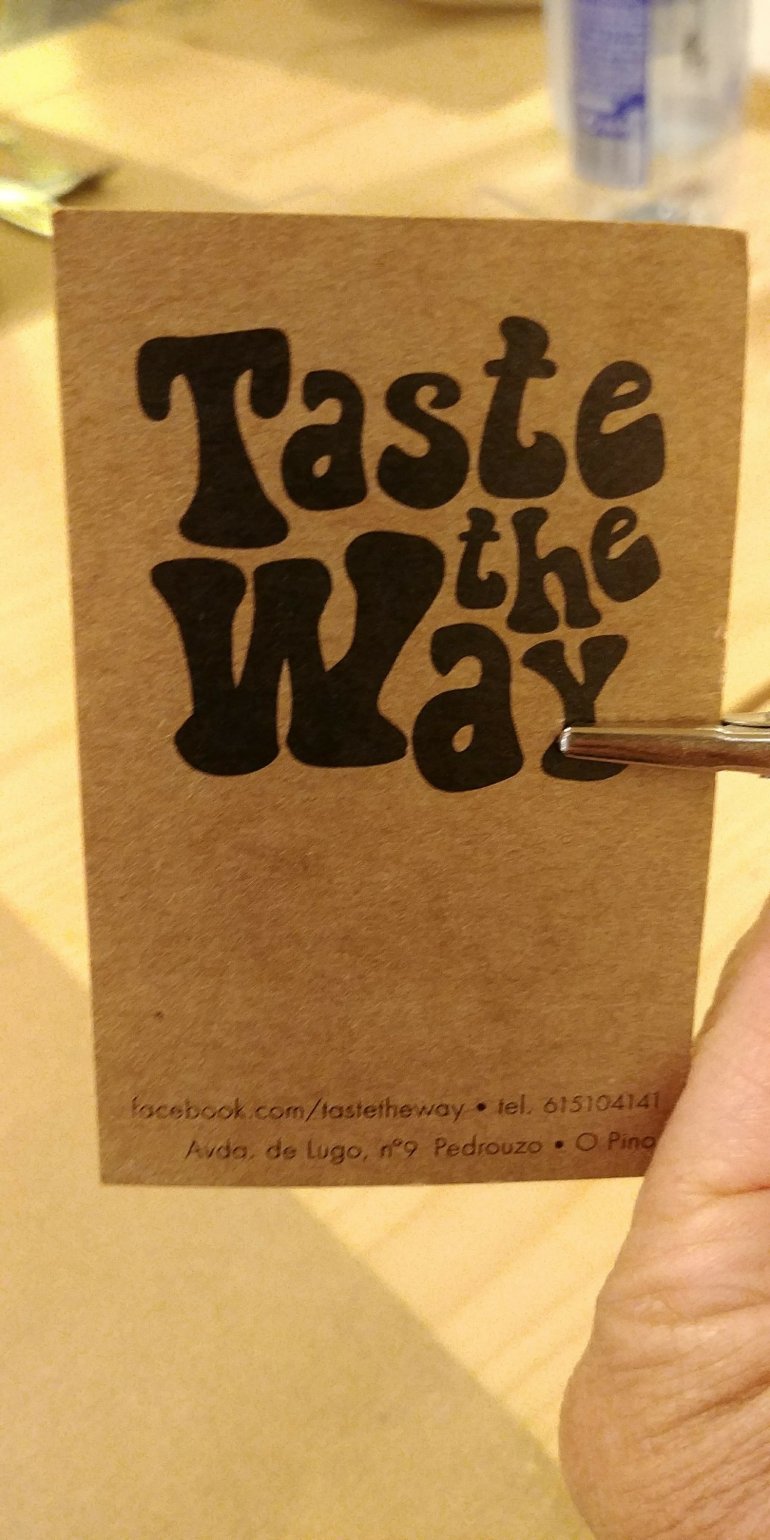 Taste
the
Way
facebook.com/tastetheway • tel. 615104141
Avda. de Lugo, nº9 Pedrouzo • O Pino